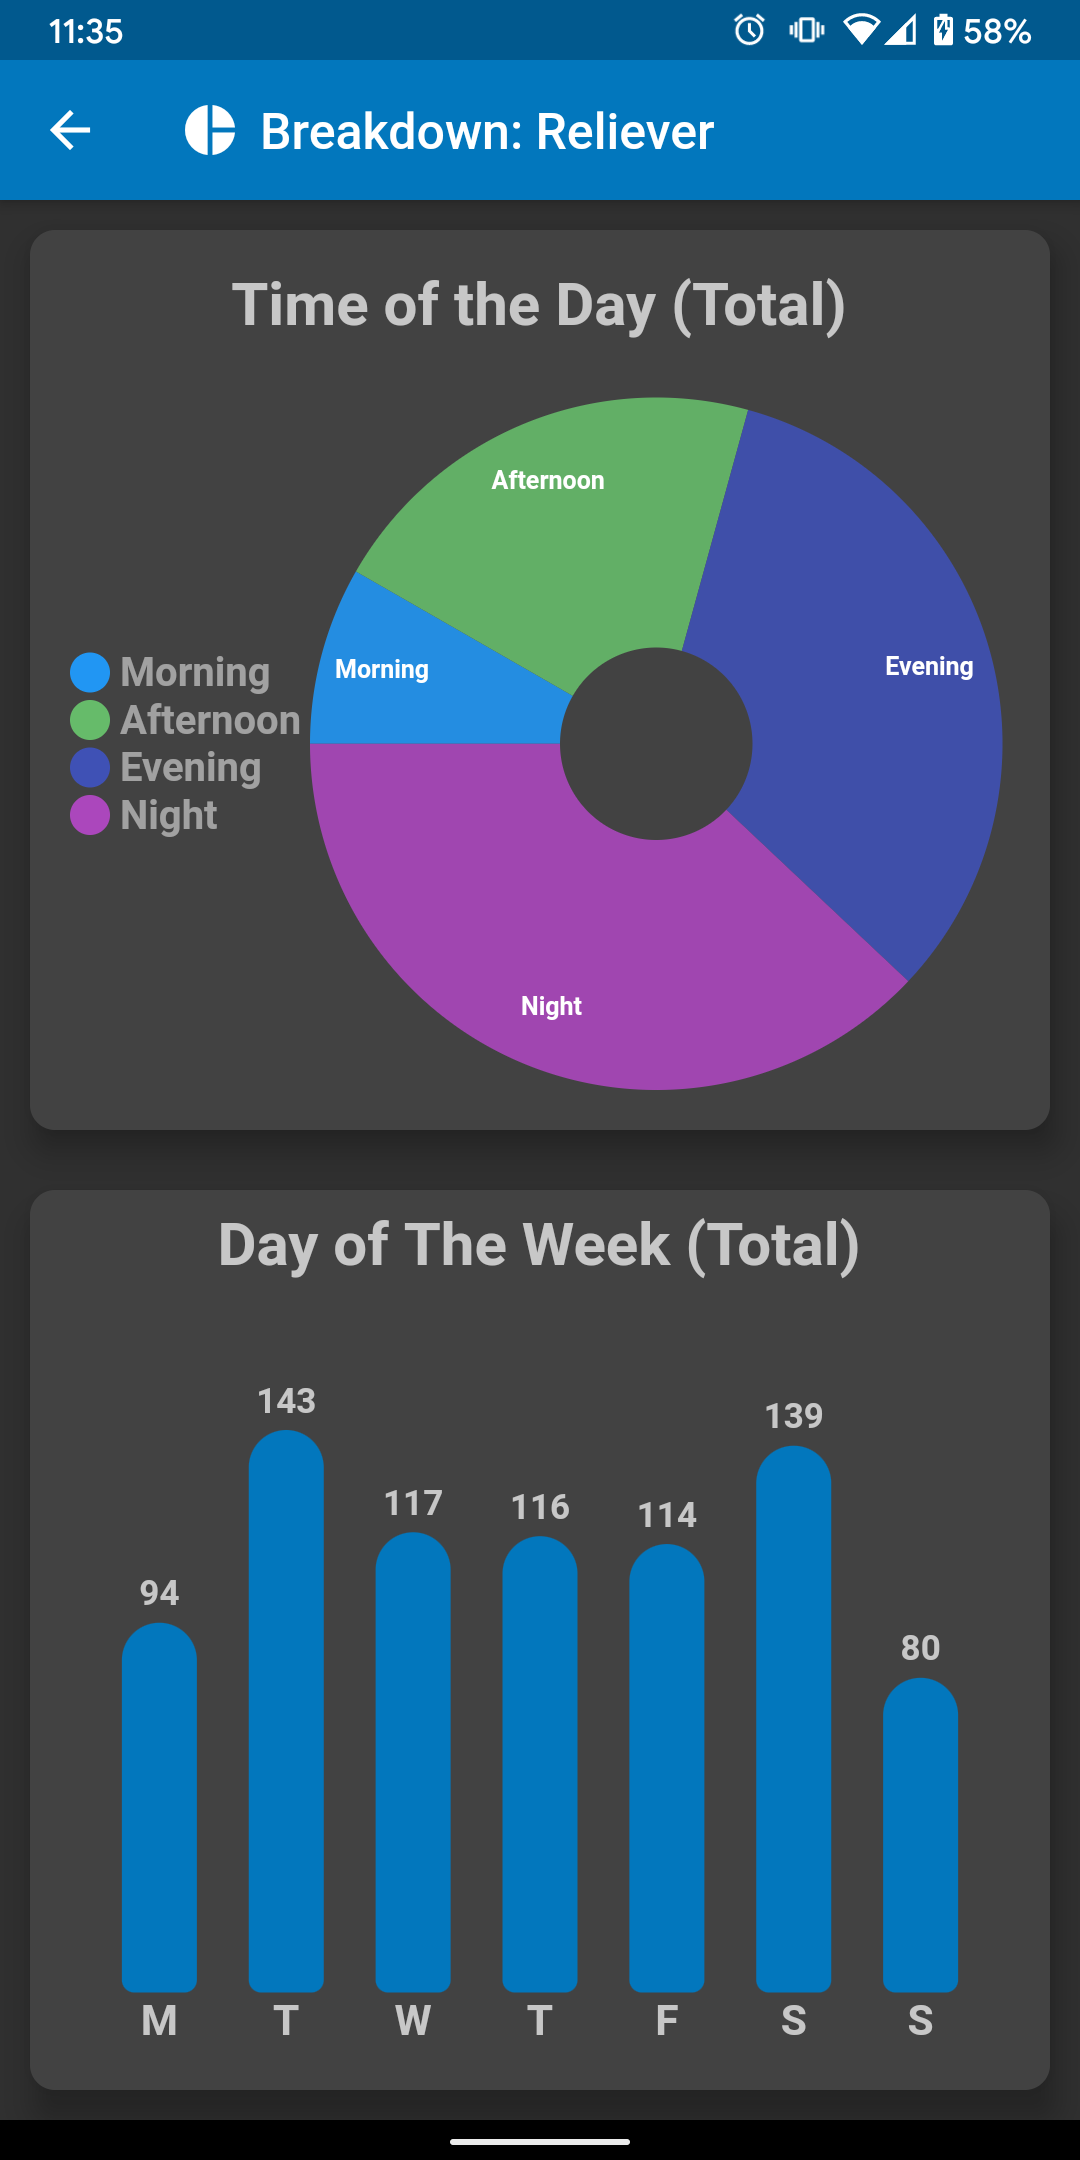 11:35 58%
Breakdown: Reliever
Time of the Day (Total)
Afternoon
Evening
Morning
Night
Morning
Afternoon
Evening
Night
Day of The Week (Total)
94 143 117 116 114 139 80
M T W T F S S